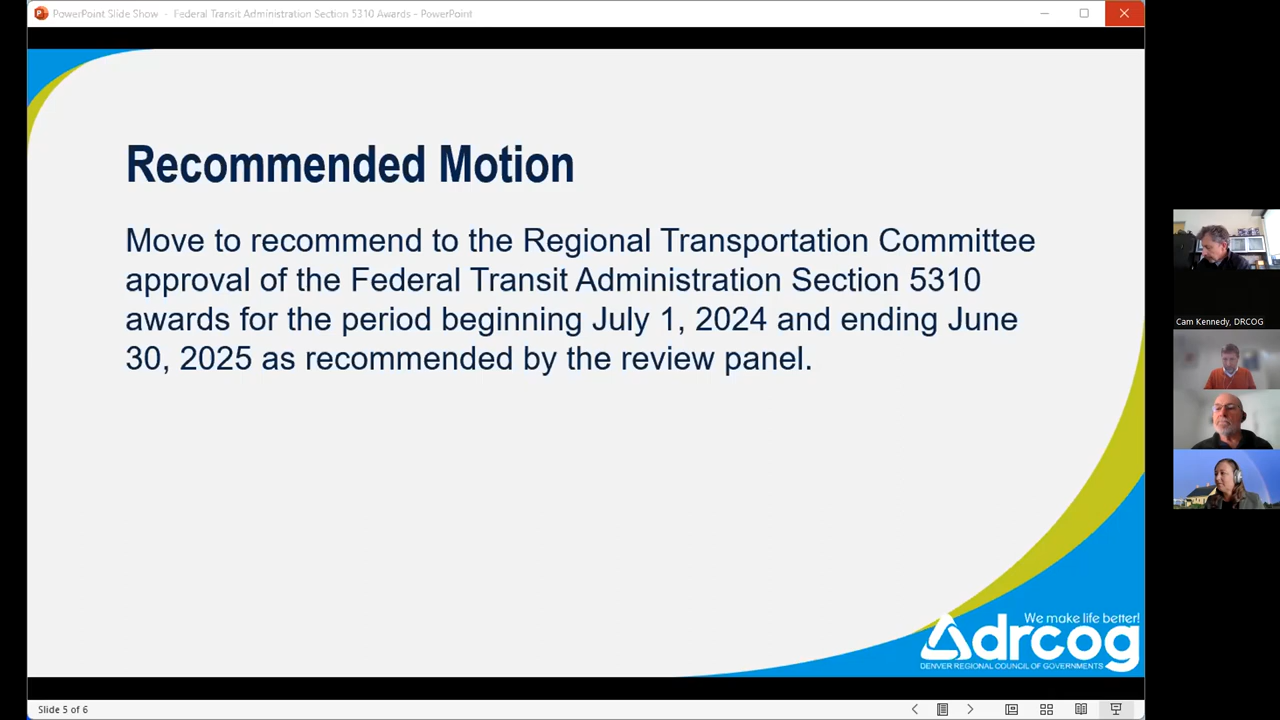 PowerPoint Slide Show - Federal Transit Administration Section 5310 Awards - PowerPoint
Recommended Motion
Move to recommend to the Regional Transportation Committee
approval of the Federal Transit Administration Section 5310
awards for the period beginning July 1, 2024 and ending June
30, 2025 as recommended by the review panel.
Cam Kennedy, DRCOG
We make life better!
drcog
DENVER REGIONAL COUNCIL OF GOVERNMENTS
Slide 5 of 6